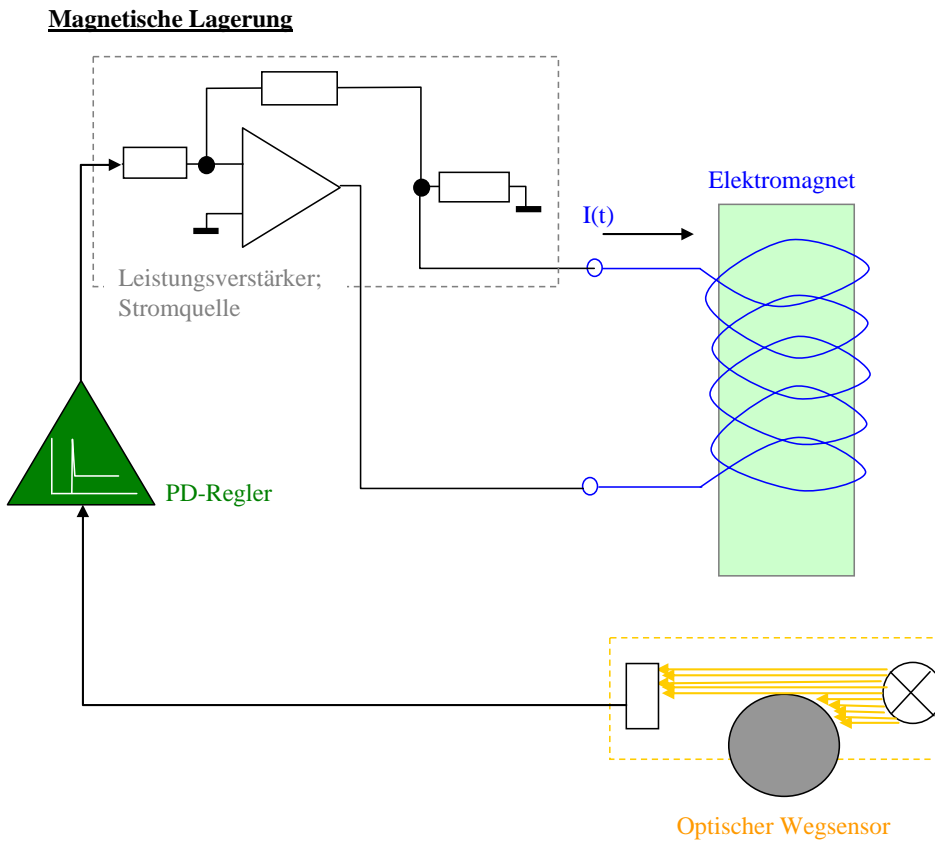 Magnetische Lagerung
Elektromagnet
I(t)
Leistungsverstärker;
Stromquelle
PD-Regler
Optischer Wegsensor